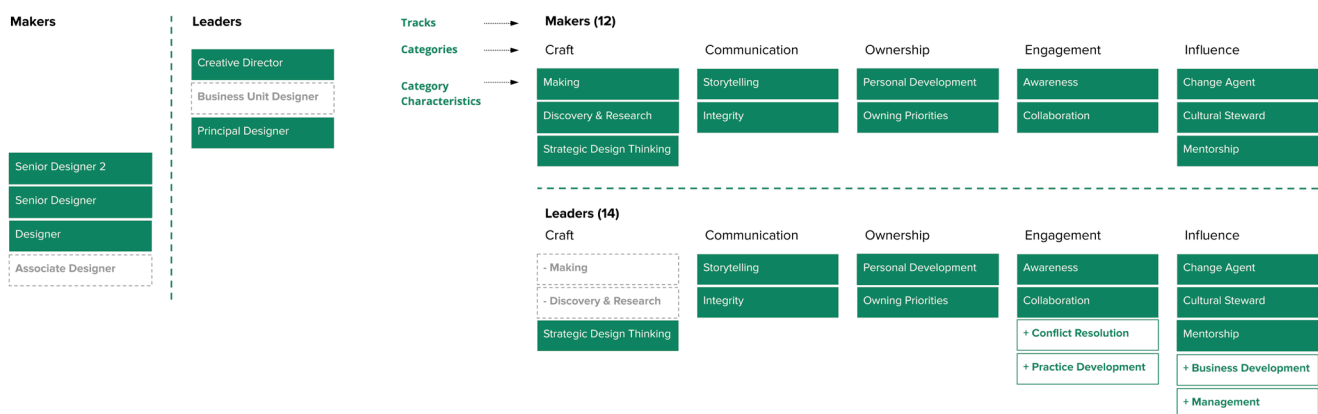 Makers
Senior Designer 2
Senior Designer
Designer
Associate Designer
Leaders
Creative Director
Business Unit Designer
Principal Designer
Tracks
Categories
Category
Characteristics
Makers (12)
Craft
Making
Discovery & Research
Strategic Design Thinking
Communication
Storytelling
Integrity
Ownership
Personal Development
Owning Priorities
Engagement
Awareness
Collaboration
Influence
Change Agent
Cultural Steward
Mentorship
Leaders (14)
Craft
- Making
- Discovery & Research
Strategic Design Thinking
Communication
Storytelling
Integrity
Ownership
Personal Development
Owning Priorities
Engagement
Awareness
Collaboration
+ Conflict Resolution
+ Practice Development
Influence
Change Agent
Cultural Steward
Mentorship
+ Business Development
+ Management